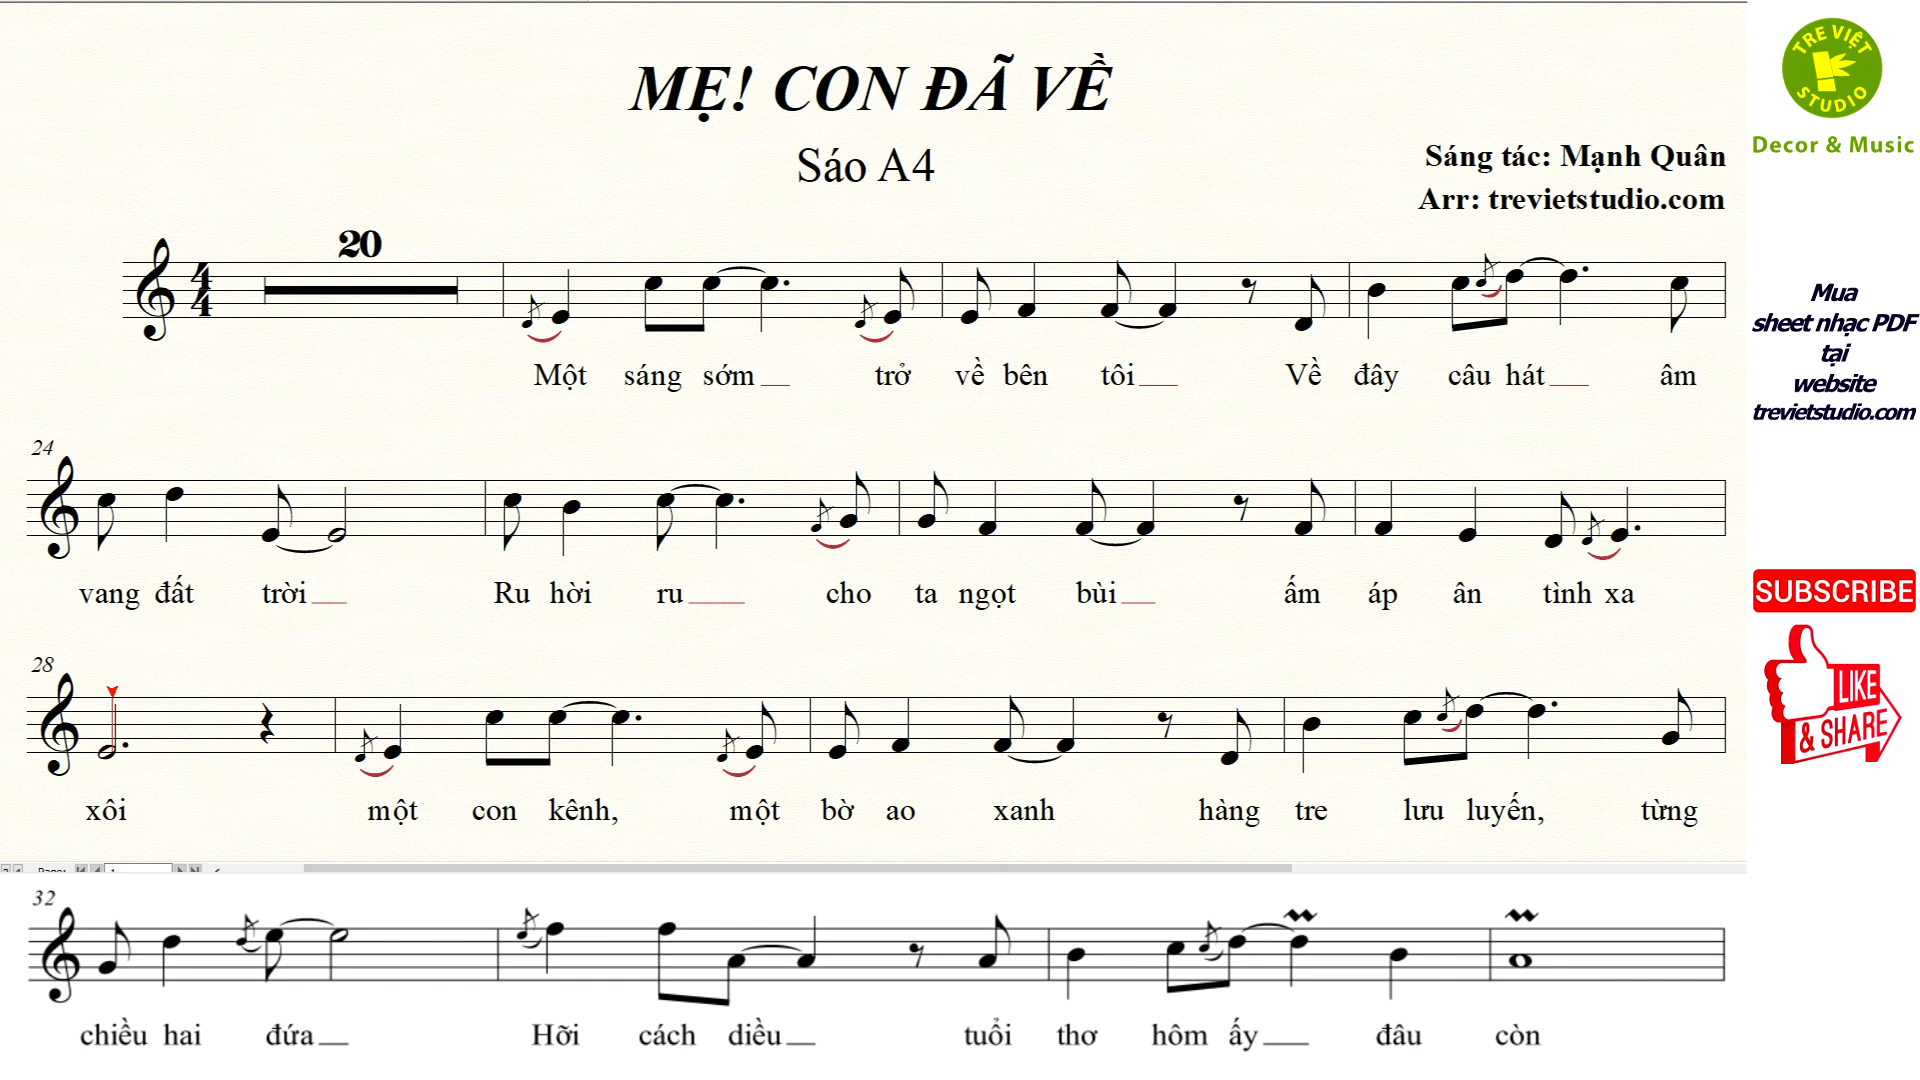 MẸ! CON ĐÃ VỀ
Sáo A4
Sáng tác: Mạnh Quân
Arr: trevietstudio.com
20
4
4
Một sáng sớm trở về bên tôi Về đây câu hát âm
24
vang đất trời Ru hời ru cho ta ngọt bùi ấm áp ân tình xa
28
xôi một con kênh, một bờ ao xanh hàng tre lưu luyến, từng
Page: 1
32
chiều hai đứa Hỡi cách diều tuổi thơ hôm ấy đâu còn
TRE VIỆT
STUDIO
Decor & Music
Mua
sheet nhạc PDF
tại
website
trevietstudio.com
SUBSCRIBE
LIKE
& SHARE